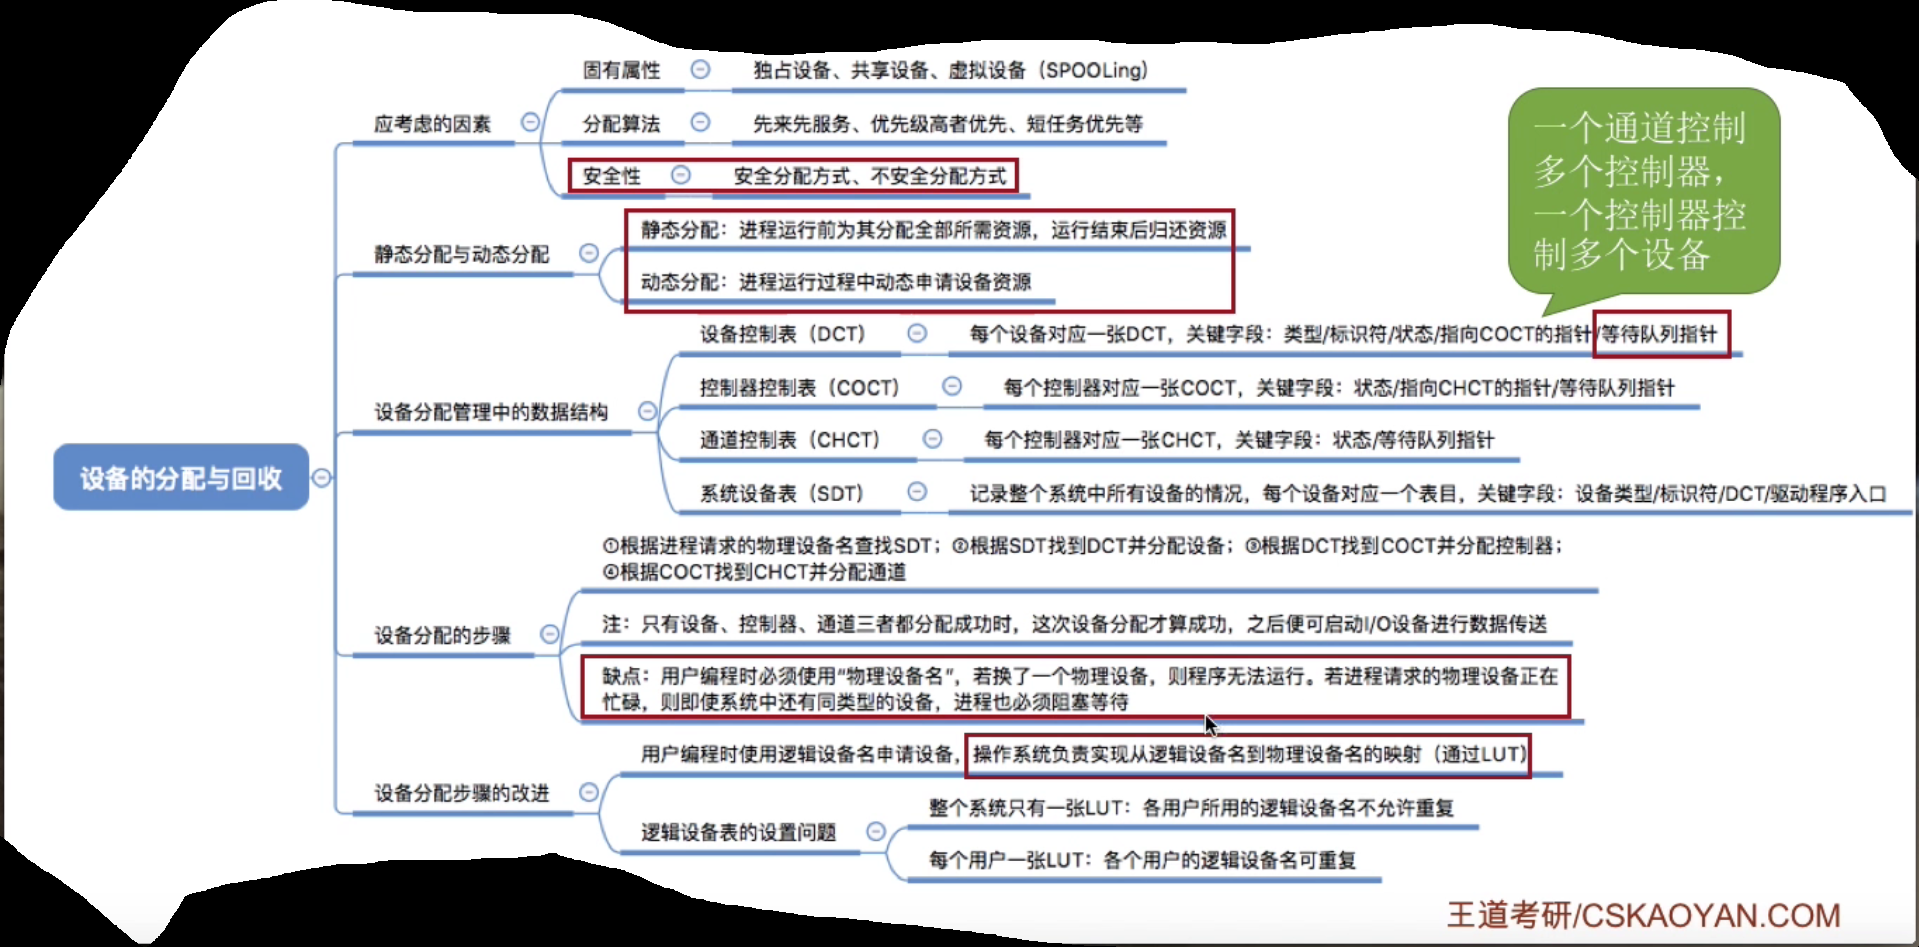 固有属性
独占设备、共享设备、虚拟设备（SPOOLing）
应考虑的因素
分配算法
先来先服务、优先级高者优先、短任务优先等
安全性
安全分配方式、不安全分配方式
一个通道控制
多个控制器，
一个控制器控
制多个设备
静态分配与动态分配
静态分配：进程运行前为其分配全部所需资源，运行结束后归还资源
动态分配：进程运行过程中动态申请设备资源
设备分配管理中的数据结构
设备控制表（DCT）
每个设备对应一张DCT，关键字段：类型/标识符/状态/指向COCT的指针/等待队列指针
控制器控制表（COCT）
每个控制器对应一张COCT，关键字段：状态/指向CHCT的指针/等待队列指针
通道控制表（CHCT）
每个控制器对应一张CHCT，关键字段：状态/等待队列指针
系统设备表（SDT）
记录整个系统中所有设备的情况，每个设备对应一个表目，关键字段：设备类型/标识符/DCT/驱动程序入口
设备的分配与回收
设备分配的步骤
①根据进程请求的物理设备名查找SDT；②根据SDT找到DCT并分配设备；③根据DCT找到COCT并分配控制器；
④根据COCT找到CHCT并分配通道
注：只有设备、控制器、通道三者都分配成功时，这次设备分配才算成功，之后便可启动I/O设备进行数据传送
缺点：用户编程时必须使用“物理设备名”，若换了一个物理设备，则程序无法运行。若进程请求的物理设备正在
忙碌，则即使系统中还有同类型的设备，进程也必须阻塞等待
设备分配步骤的改进
用户编程时使用逻辑设备名申请设备，操作系统负责实现从逻辑设备名到物理设备名的映射（通过LUT）
逻辑设备表的设置问题
整个系统只有一张LUT：各用户所用的逻辑设备名不允许重复
每个用户一张LUT：各个用户的逻辑设备名可重复
王道考研/CSKAOYAN.COM